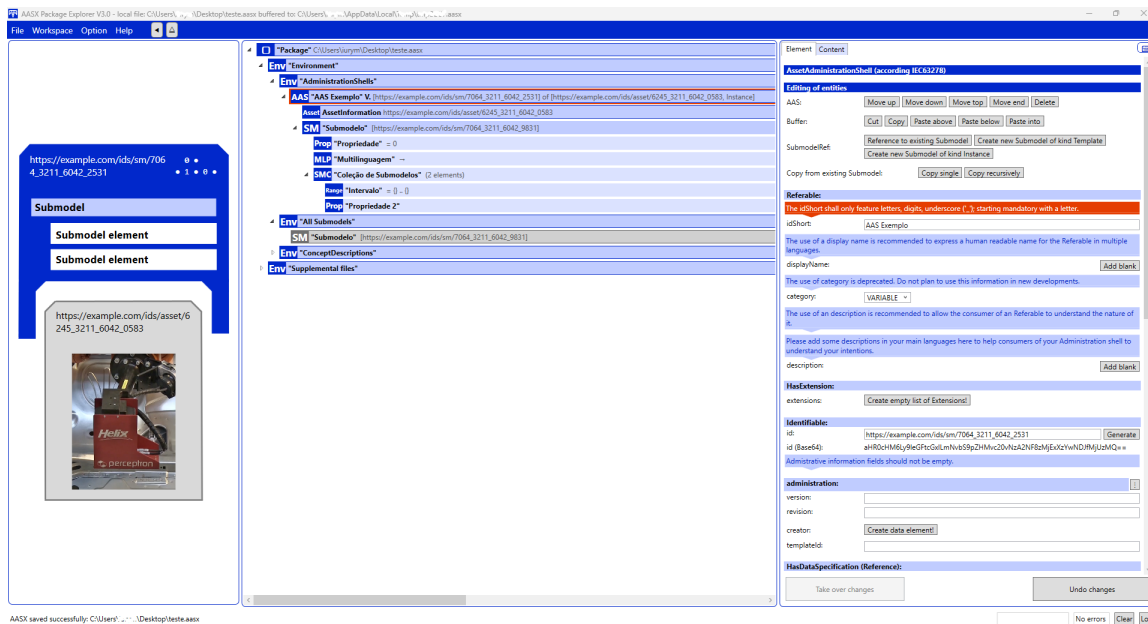 AASX Package Explorer V3.0 - local file: C:\Users\ \Desktop\teste.aasx buffered to: C:\Users\ \AppData\Local\ .aasx
File Workspace Option Help
https://example.com/ids/sm/706
4_3211_6042_2531
0
1 0
Submodel
Submodel element
Submodel element
https://example.com/ids/asset/6
245_3211_6042_0583
Helix
perceptron
"Package" C:\Users\iurym\Desktop\teste.aasx
Env "Environment"
Env "AdministrationShells"
AAS "AAS Exemplo" V. [https://example.com/ids/sm/7064_3211_6042_2531] of [https://example.com/ids/asset/6245_3211_6042_0583, Instance]
Asset AssetInformation https://example.com/ids/asset/6245_3211_6042_0583
SM "Submodelo" [https://example.com/ids/sm/7064_3211_6042_9831]
Prop "Propriedade" = 0
MLP "Multilinguagem" →
SMC "Coleção de Submodelos" (2 elements)
Range "Intervalo" = {} .. {}
Prop "Propriedade 2"
Env "All Submodels"
SM "Submodelo" [https://example.com/ids/sm/7064_3211_6042_9831]
Env "ConceptDescriptions"
Env "Supplemental files"
Element Content
AssetAdministrationShell (according IEC63278)
Editing of entities
AAS: Move up Move down Move top Move end Delete
Buffer: Cut Copy Paste above Paste below Paste into
SubmodelRef: Reference to existing Submodel Create new Submodel of kind Template
Create new Submodel of kind Instance
Copy from existing Submodel: Copy single Copy recursively
Referable:
The idShort shall only feature letters, digits, underscore ('_'); starting mandatory with a letter.
idShort: AAS Exemplo
The use of a display name is recommended to express a human readable name for the Referable in multiple
languages.
displayName: Add blank
The use of category is deprecated. Do not plan to use this information in new developments.
category: VARIABLE
The use of an description is recommended to allow the consumer of an Referable to understand the nature of
it.
Please add some descriptions in your main languages here to help consumers of your Administration shell to
understand your intentions.
description: Add blank
HasExtension:
extensions: Create empty list of Extensions!
Identifiable:
id: https://example.com/ids/sm/7064_3211_6042_2531 Generate
id (Base64):
Admistrative information fields should not be empty.
administration:
version:
revision:
creator: Create data element!
templateId:
HasDataSpecification (Reference):
Take over changes Undo changes
AASX saved successfully: C:\Users\ \Desktop\teste.aasx
No errors Clear